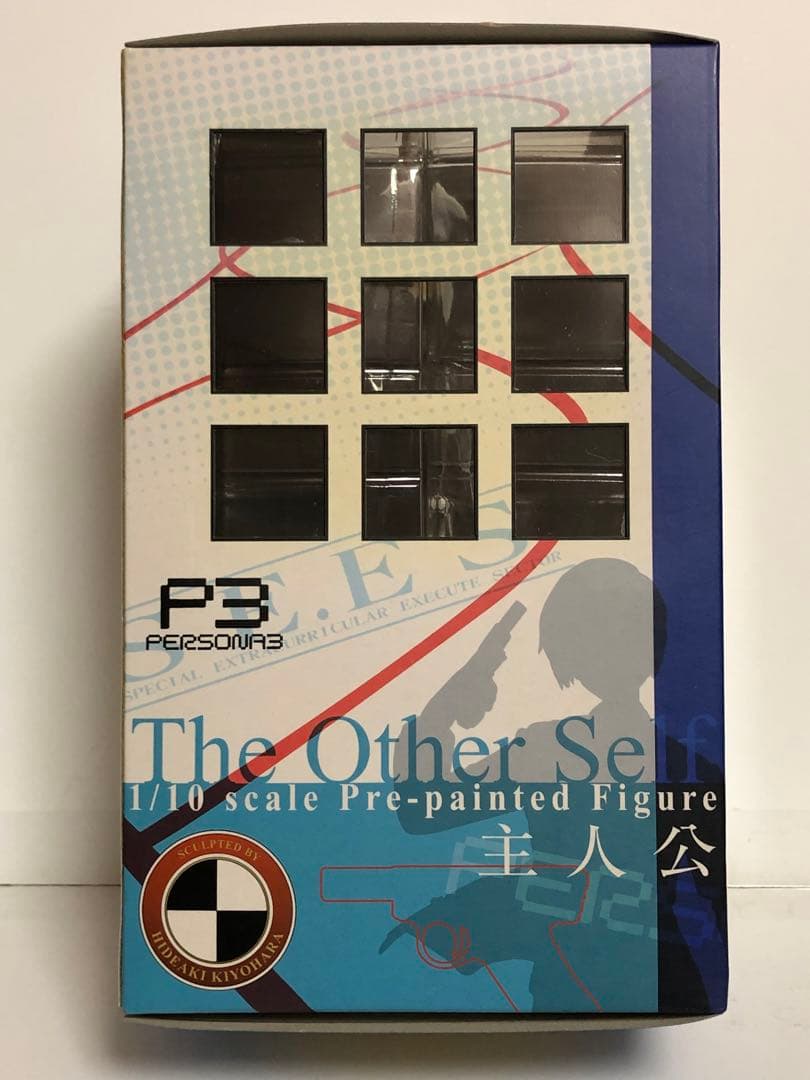 S.E.E.S
SPECIAL EXTRACURRICULAR EXECUTE SECTOR
P3
PERSONA3
The Other Self
1/10 scale Pre-painted Figure
主人公
SCULPTED BY
HIDEAKI KIYOHARA